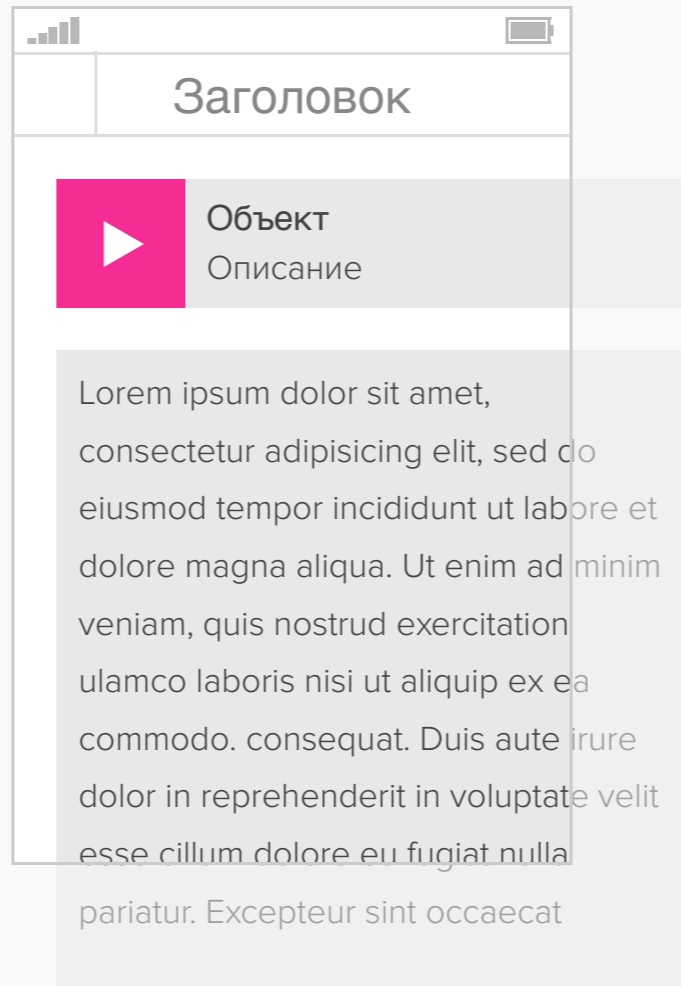 Заголовок
Объект
Описание
Lorem ipsum dolor sit amet,
consectetur adipisicing elit, sed do
eiusmod tempor incididunt ut labore et
dolore magna aliqua. Ut enim ad minim
veniam, quis nostrud exercitation
ulamco laboris nisi ut aliquip ex ea
commodo. consequat. Duis aute irure
dolor in reprehenderit in voluptate velit
esse cillum dolore eu fugiat nulla
pariatur. Excepteur sint occaecat